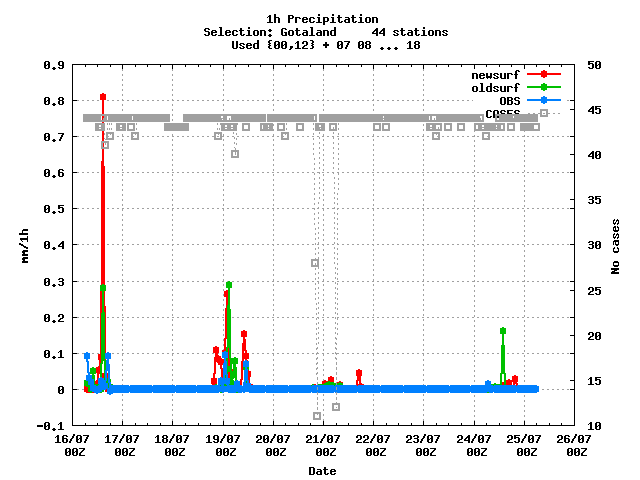 1h Precipitation
Selection: Gotaland 44 stations
Used {00,12} + 07 08 ... 18
newsurf
oldsurf
OBS
CASES
0.9
0.8
0.7
0.6
0.5
0.4
0.3
0.2
0.1
0
-0.1
50
45
40
35
30
25
20
15
10
mm/1h
No cases
16/07 17/07 18/07 19/07 20/07 21/07 22/07 23/07 24/07 25/07 26/07
00Z 00Z 00Z 00Z 00Z 00Z 00Z 00Z 00Z 00Z 00Z
Date